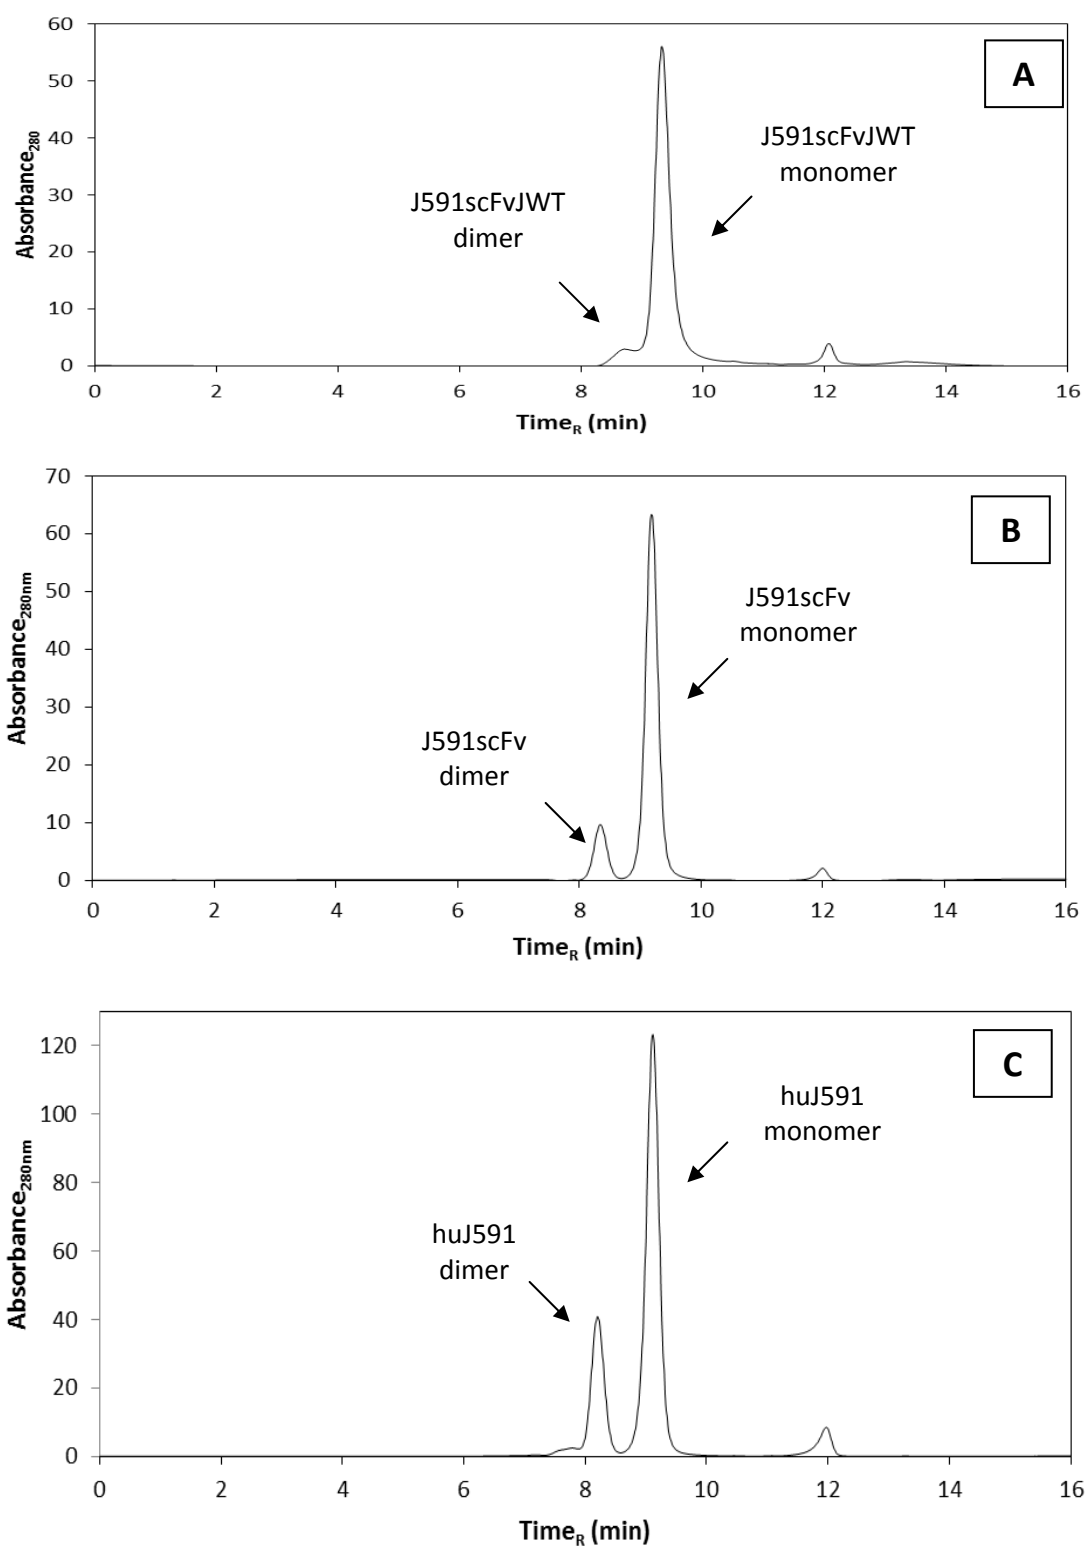 60
50
40
30
20
10
0
Absorbance280
A
J591scFvJWT
monomer
J591scFvJWT
dimer
0 2 4 6 8 10 12 14 16
TimeR (min)
70
60
50
40
30
20
10
0
Absorbance280nm
B
J591scFv
monomer
J591scFv
dimer
0 2 4 6 8 10 12 14 16
TimeR (min)
120
100
80
60
40
20
0
Absorbance280nm
C
huJ591
monomer
huJ591
dimer
0 2 4 6 8 10 12 14 16
TimeR (min)